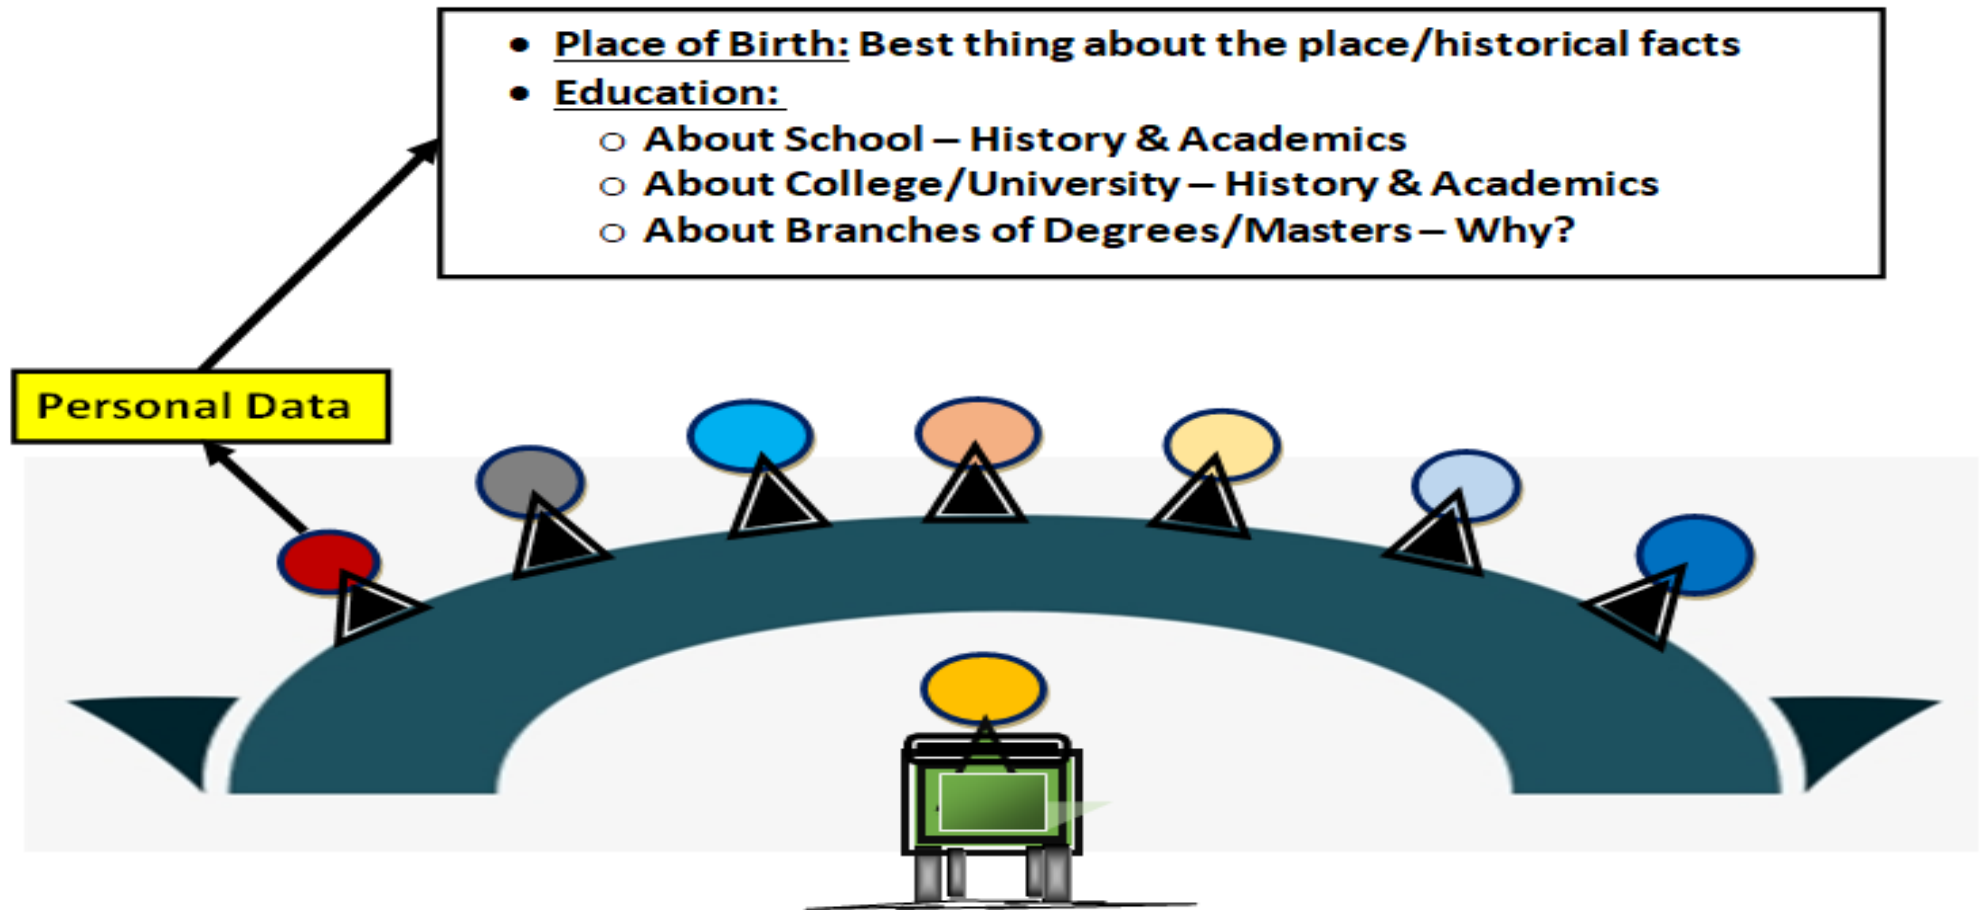 • Place of Birth: Best thing about the place/historical facts
• Education:
o About School – History & Academics
o About College/University – History & Academics
o About Branches of Degrees/Masters – Why?
Personal Data